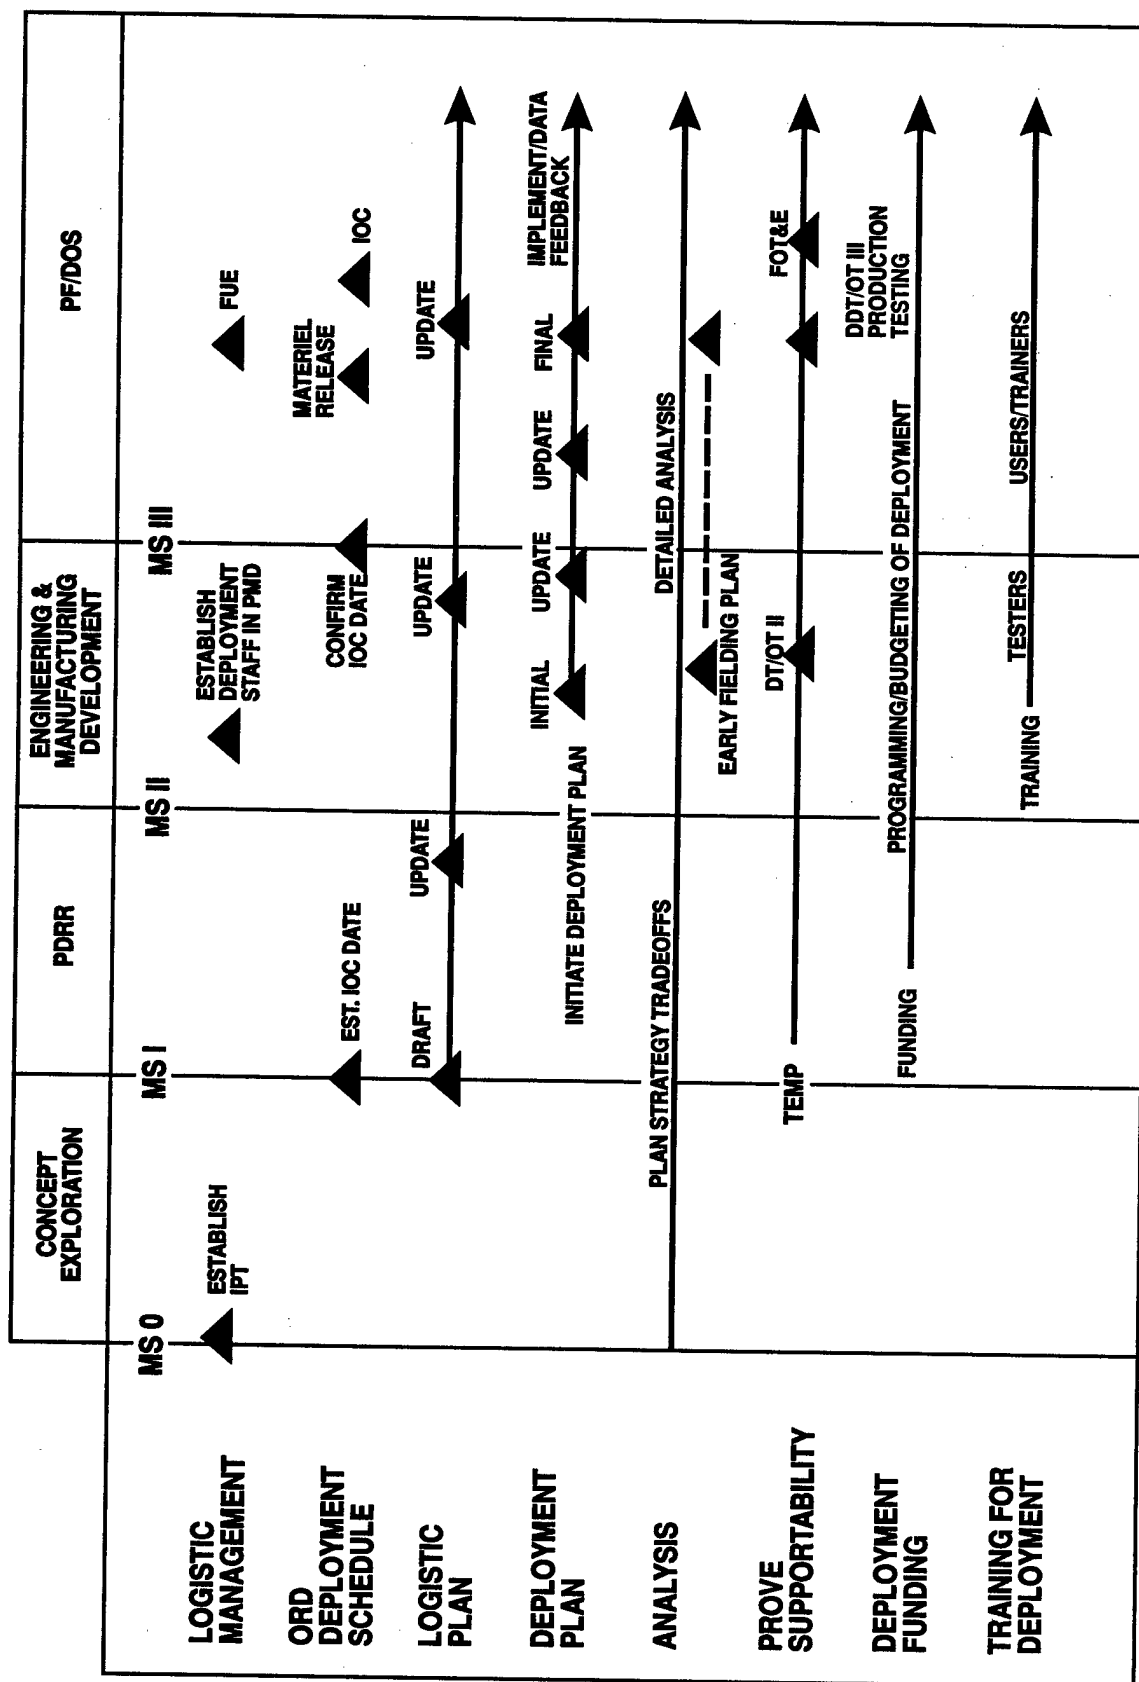 CONCEPT
EXPLORATION
PDRR
ENGINEERING &
MANUFACTURING
DEVELOPMENT
PF/DOS
MS 0
MS I
MS II
MS III
LOGISTIC
MANAGEMENT
ESTABLISH
IPT
ESTABLISH
DEPLOYMENT
STAFF IN PMD
FUE
ORD
DEPLOYMENT
SCHEDULE
EST. IOC DATE
CONFIRM
IOC DATE
MATERIEL
RELEASE
IOC
LOGISTIC
PLAN
DRAFT
UPDATE
UPDATE
UPDATE
DEPLOYMENT
PLAN
INITIATE DEPLOYMENT PLAN
INITIAL
UPDATE
UPDATE
FINAL
IMPLEMENT/DATA
FEEDBACK
ANALYSIS
PLAN STRATEGY TRADEOFFS
DETAILED ANALYSIS
EARLY FIELDING PLAN
PROVE
SUPPORTABILITY
TEMP
DT/OT II
FOT&E
DDT/OT III
PRODUCTION
TESTING
DEPLOYMENT
FUNDING
FUNDING
PROGRAMMING/BUDGETING OF DEPLOYMENT
TRAINING FOR
DEPLOYMENT
TRAINING
TESTERS
USERS/TRAINERS